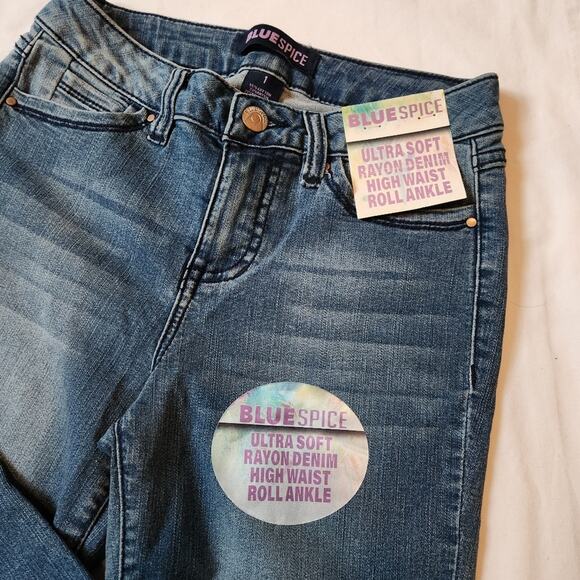 BLUESPICE
1
BLUESPICE
ULTRA SOFT
RAYON DENIM
HIGH WAIST
ROLL ANKLE
BLUESPICE
ULTRA SOFT
RAYON DENIM
HIGH WAIST
ROLL ANKLE